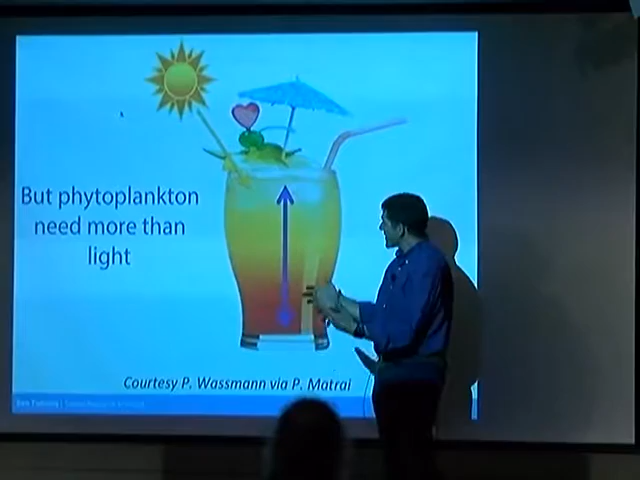 But phytoplankton
need more than
light
Courtesy P. Wassmann via P. Matrai